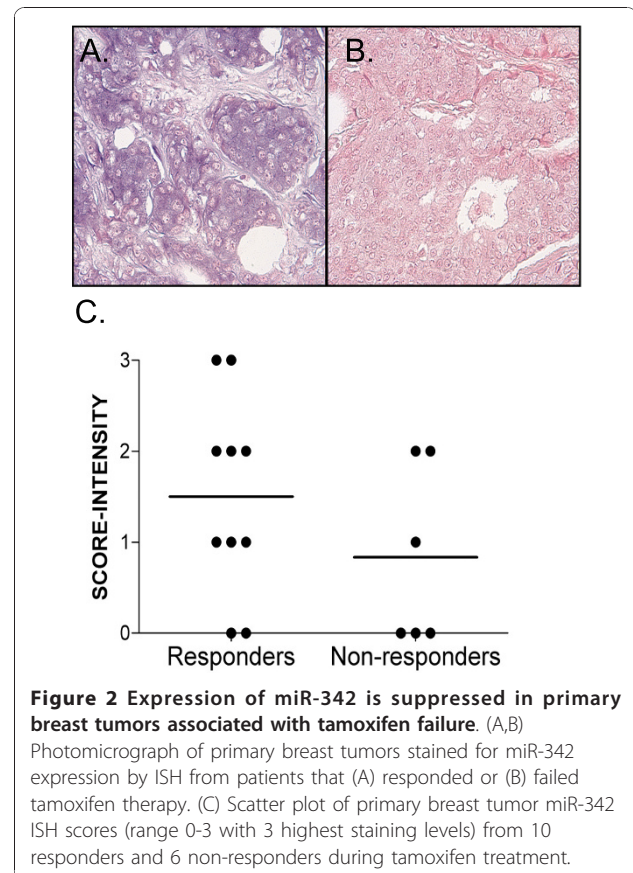 A.
B.
C.
3
2
1
0
SCORE-INTENSITY
Responders Non-responders
Figure 2 Expression of miR-342 is suppressed in primary
breast tumors associated with tamoxifen failure. (A,B)
Photomicrograph of primary breast tumors stained for miR-342
expression by ISH from patients that (A) responded or (B) failed
tamoxifen therapy. (C) Scatter plot of primary breast tumor miR-342
ISH scores (range 0-3 with 3 highest staining levels) from 10
responders and 6 non-responders during tamoxifen treatment.